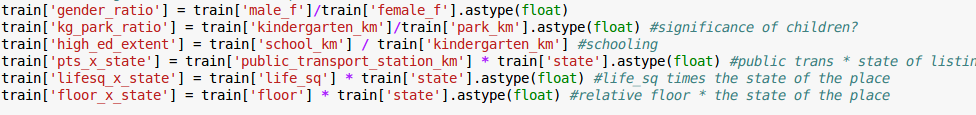 train['gender_ratio'] = train['male_f']/train['female_f'].astype(float)
train['kg_park_ratio'] = train['kindergarten_km']/train['park_km'].astype(float) #significance of children?
train['high_ed_extent'] = train['school_km'] / train['kindergarten_km'] #schooling
train['pts_x_state'] = train['public_transport_station_km'] * train['state'].astype(float) #public trans * state of listin
train['lifesq_x_state'] = train['life_sq'] * train['state'].astype(float) #life_sq times the state of the place
train['floor_x_state'] = train['floor'] * train['state'].astype(float) #relative floor * the state of the place